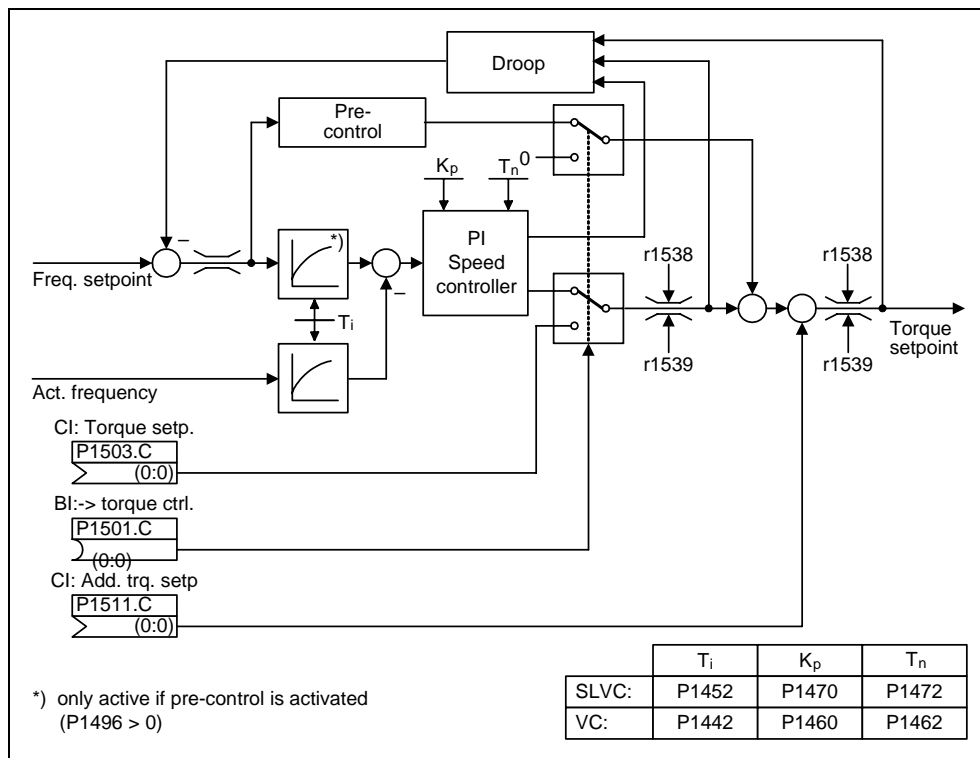 Droop
Pre-
control
0
Kp
Tn
*)
PI
Speed
controller
–
–
Freq. setpoint
Ti
r1538
r1538
r1539
r1539
Torque
setpoint
Act. frequency
CI: Torque setp.
P1503.C
(0:0)
BI:-> torque ctrl.
P1501.C
(0:0)
CI: Add. trq. setp
P1511.C
(0:0)
*) only active if pre-control is activated
(P1496 > 0)
Ti Kp Tn
SLVC: P1452 P1470 P1472
VC: P1442 P1460 P1462